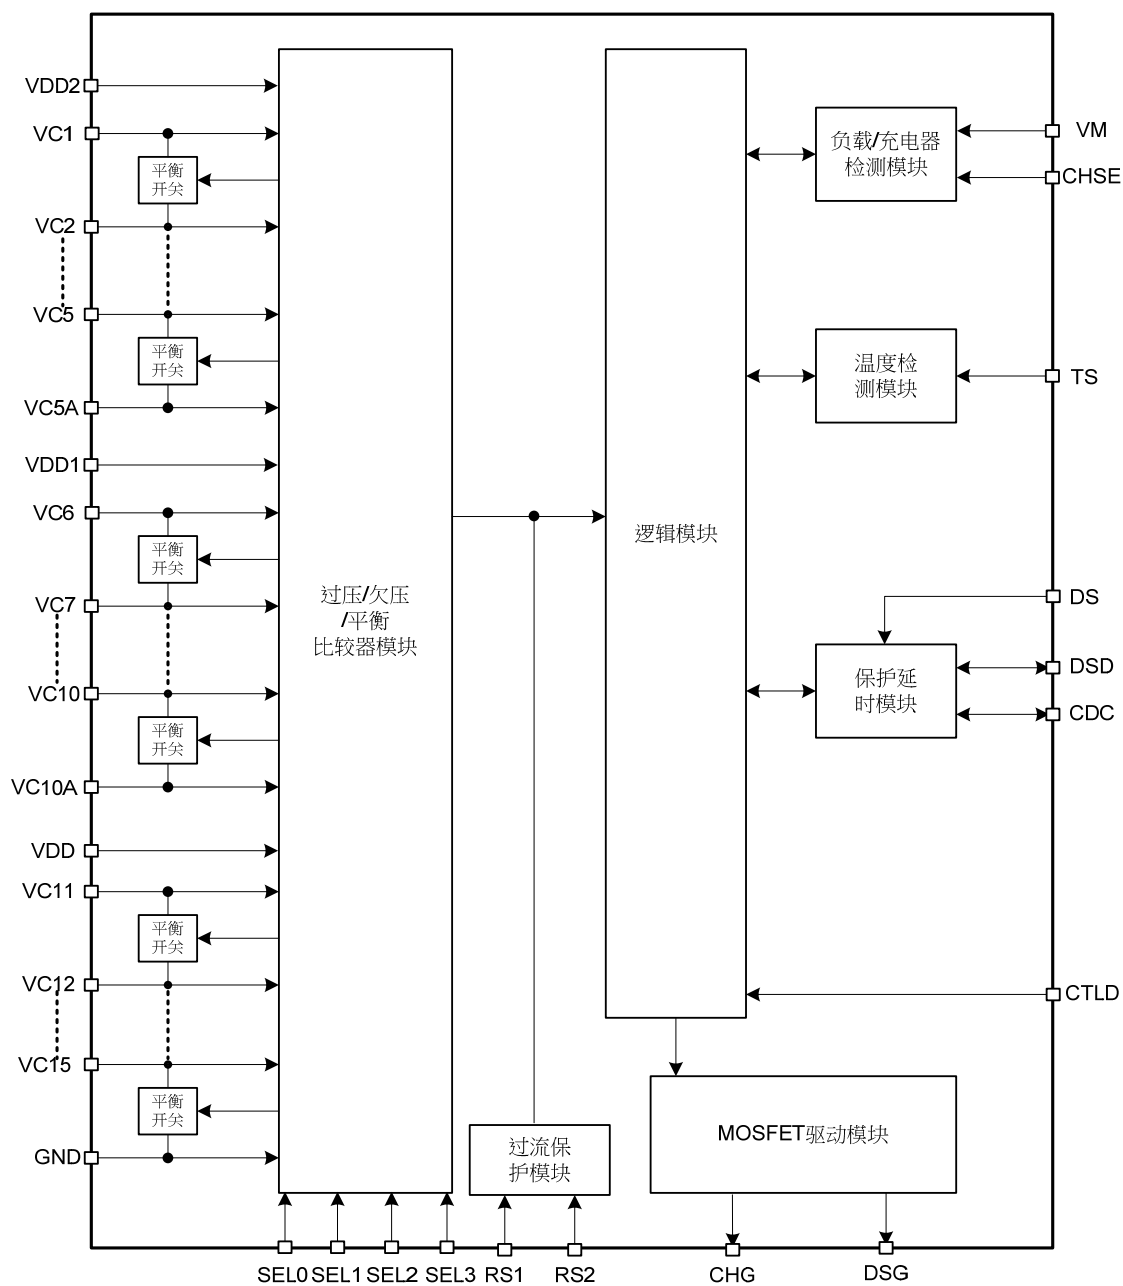 VDD2
VC1
平衡
开关
VC2
VC5
平衡
开关
VC5A
VDD1
VC6
平衡
开关
VC7
VC10
平衡
开关
VC10A
VDD
VC11
平衡
开关
VC12
VC15
平衡
开关
GND
过压/欠压
/平衡
比较器模块
逻辑模块
负载/充电器
检测模块
VM
CHSE
温度检
测模块
TS
DS
保护延
时模块
DSD
CDC
CTLD
过流保
护模块
MOSFET驱动模块
SEL0
SEL1
SEL2
SEL3
RS1
RS2
CHG
DSG